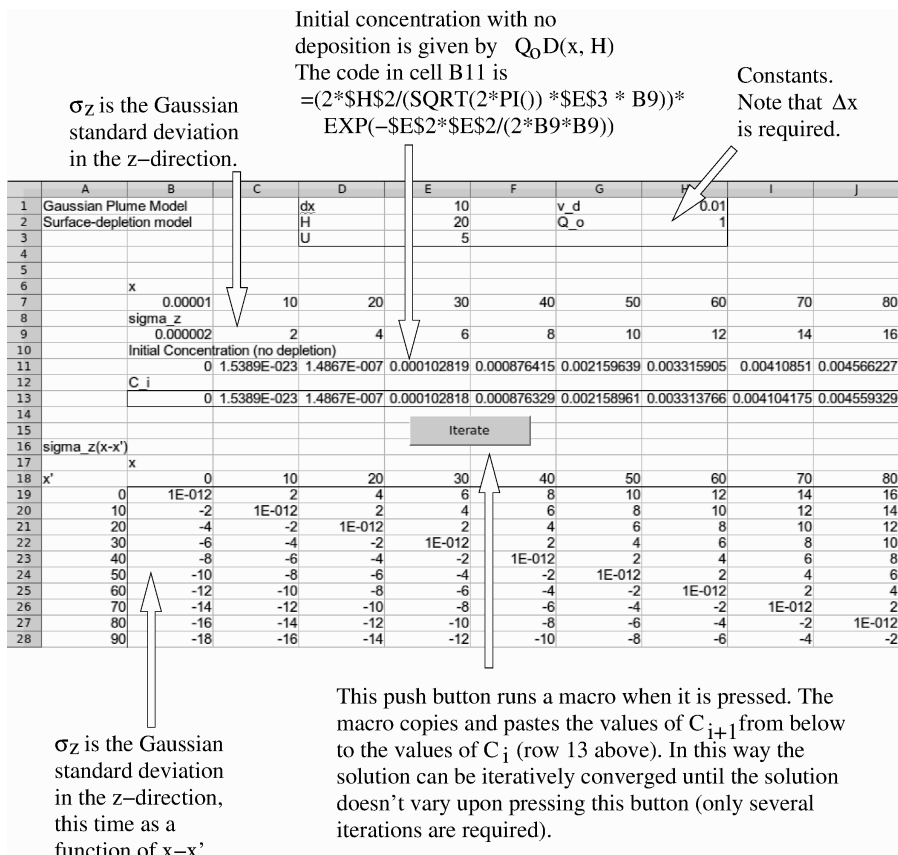 Initial concentration with no
deposition is given by QoD(x, H)
The code in cell B11 is
=(2*$H$2/(SQRT(2*PI()) *$E$3 * B9))*
EXP(−$E$2*$E$2/(2*B9*B9))
Constants.
Note that Δx
is required.
σz is the Gaussian
standard deviation
in the z−direction.
A B C D E F G H I J
1 Gaussian Plume Model dx 10 v_d 0.01
2 Surface-depletion model H 20 Q_o 1
3 U 5
4
5
6 x
7 0.00001 10 20 30 40 50 60 70 80
8 sigma_z
9 0.000002 2 4 6 8 10 12 14 16
10 Initial Concentration (no depletion)
11 0 1.5389E-023 1.4867E-007 0.000102819 0.000876415 0.002159639 0.003315905 0.00410851 0.004566227
12 C_i
13 0 1.5389E-023 1.4867E-007 0.000102818 0.000876329 0.002158961 0.003313766 0.004104175 0.004559329
14
15 Iterate
16 sigma_z(x-x')
17 x
18 x' 0 10 20 30 40 50 60 70 80
19 0 1E-012 2 4 6 8 10 12 14 16
20 10 -2 1E-012 2 4 6 8 10 12 14
21 20 -4 -2 1E-012 2 4 6 8 10 12
22 30 -6 -4 -2 1E-012 2 4 6 8 10
23 40 -8 -6 -4 -2 1E-012 2 4 6 8
24 50 -10 -8 -6 -4 -2 1E-012 2 4 6
25 60 -12 -10 -8 -6 -4 -2 1E-012 2 4
26 70 -14 -12 -10 -8 -6 -4 -2 1E-012 2
27 80 -16 -14 -12 -10 -8 -6 -4 -2 1E-012
28 90 -18 -16 -14 -12 -10 -8 -6 -4 -2
This push button runs a macro when it is pressed. The
macro copies and pastes the values of Ci+1 from below
to the values of Ci (row 13 above). In this way the
solution can be iteratively converged until the solution
doesn't vary upon pressing this button (only several
iterations are required).
σz is the Gaussian
standard deviation
in the z−direction,
this time as a
function of x−x'